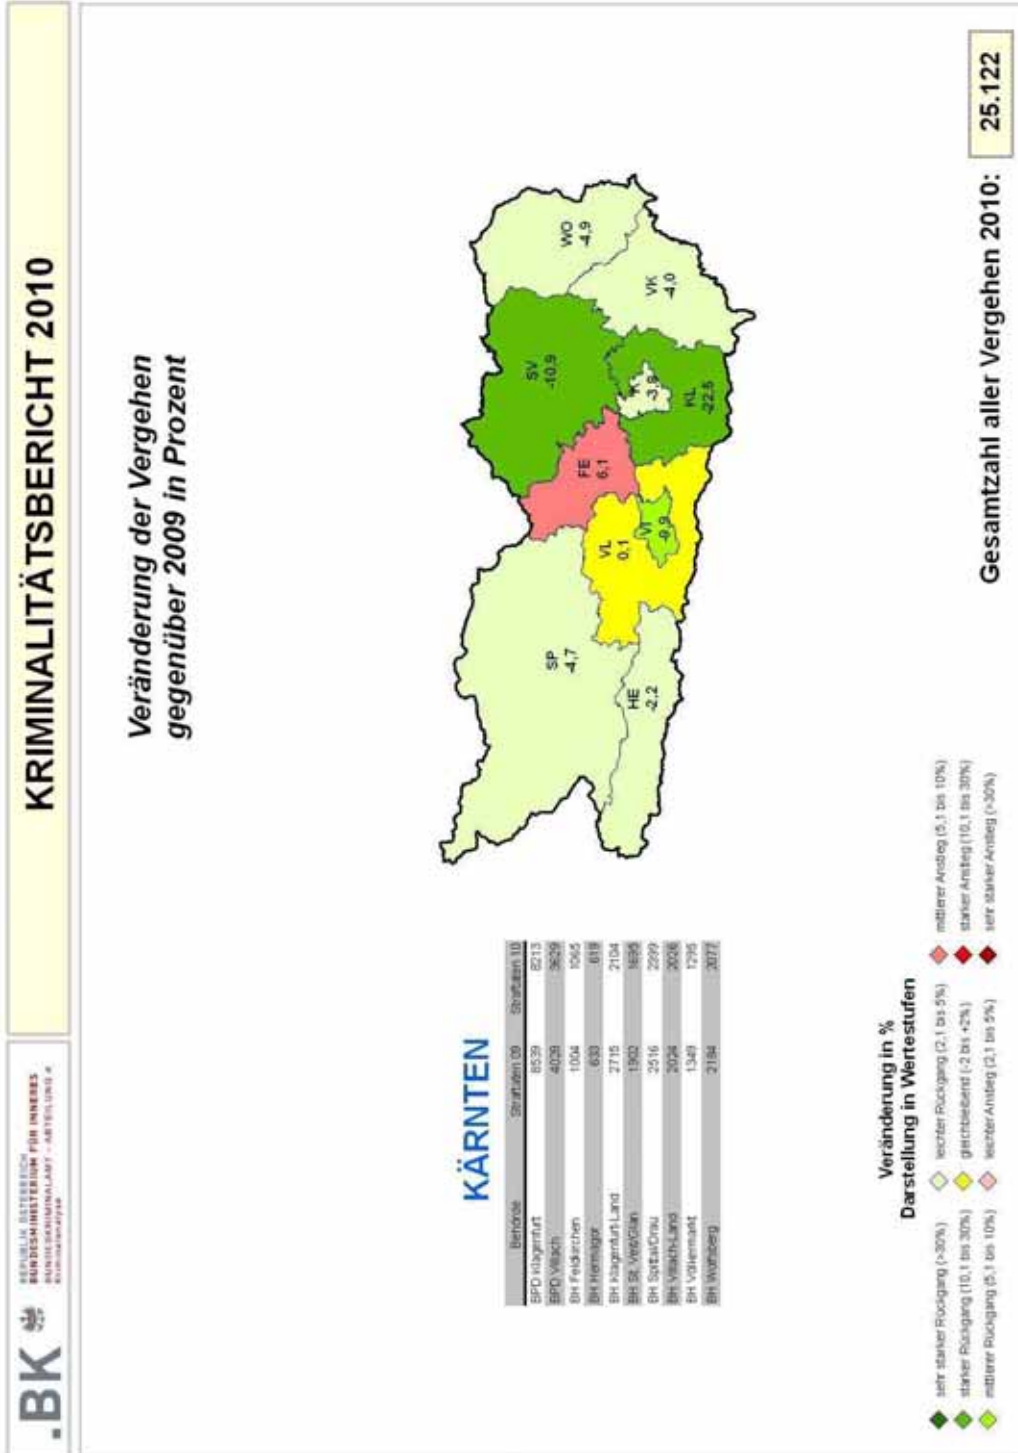 .BK
REPUBLIK ÖSTERREICH
BUNDESMINISTERIUM FÜR INNERES
BUNDESKRIMINALAMT - ABTEILUNG 4
Kriminalanalyse
KRIMINALITÄTSBERICHT 2010
Veränderung der Vergehen
gegenüber 2009 in Prozent
KÄRNTEN
Behörde Straftaten 09 Straftaten 10
BPD Klagenfurt 8539 8213
BPD Villach 4029 3629
BH Feldkirchen 1004 1065
BH Hermagor 633 619
BH Klagenfurt-Land 2715 2104
BH St. Veit/Glan 1902 1695
BH Spittal/Drau 2516 2399
BH Villach-Land 2024 2026
BH Völkermarkt 1349 1295
BH Wolfsberg 2184 2077
SP
-4,7
HE
-2,2
VL
0,1
VI
-9,9
FE
6,1
SV
-10,9
K
-3,8
KL
-22,5
WO
-4,9
VK
-4,0
Veränderung in %
Darstellung in Wertestufen
sehr starker Rückgang (>30%)
starker Rückgang (10,1 bis 30%)
mittlerer Rückgang (5,1 bis 10%)
leichter Rückgang (2,1 bis 5%)
gleichbleibend (-2 bis +2%)
leichter Anstieg (2,1 bis 5%)
mittlerer Anstieg (5,1 bis 10%)
starker Anstieg (10,1 bis 30%)
sehr starker Anstieg (>30%)
Gesamtzahl aller Vergehen 2010: 25.122